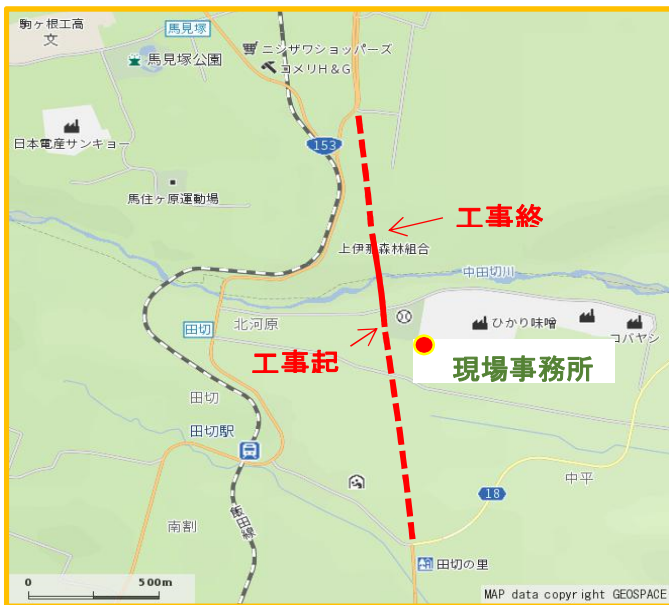 駒ヶ根工高
文
馬見塚
ニシザワショッパーズ
馬見塚公園
コメリH＆G
日本電産サンキョー
153
馬住ヶ原運動場
工事終
上伊那森林組合
中田切川
北河原
ひかり味噌
田切
コバヤシ
工事起
現場事務所
田切
田切駅
18
中平
南割
飯田線
田切の里
0 500m
MAP data copyright GEOSPACE